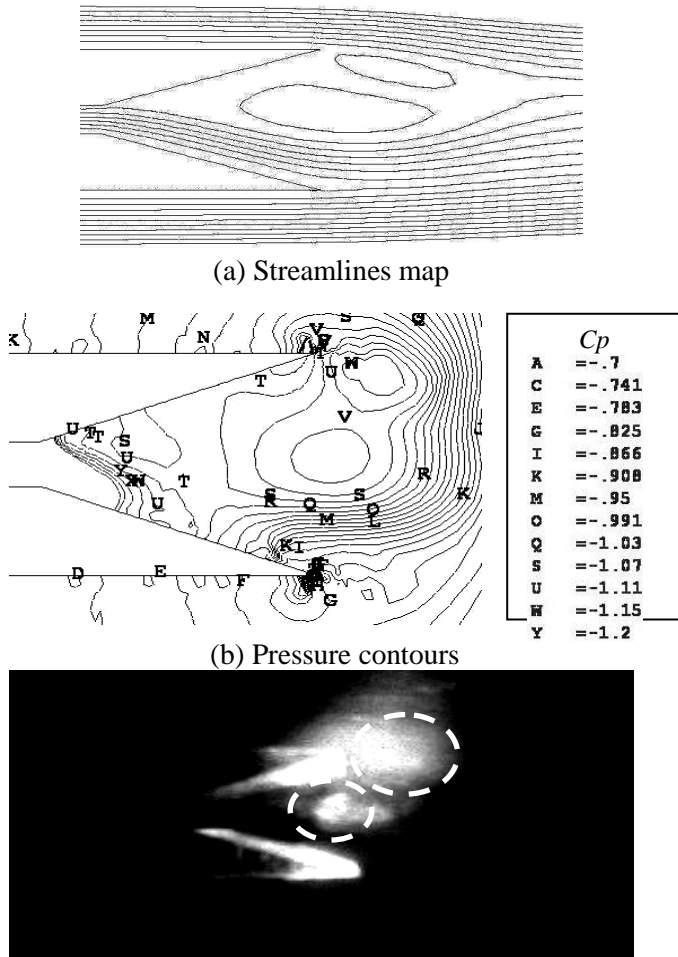 (a) Streamlines map
M S Q
K N V
T U W
U T T S V J
U
Y X W T R
U S R Q S O K
M L
K I
D E F
G
Cp
A =-.7
C =-.741
E =-.783
G =-.825
I =-.866
K =-.908
M =-.95
O =-.991
Q =-1.03
S =-1.07
U =-1.11
W =-1.15
Y =-1.2
(b) Pressure contours